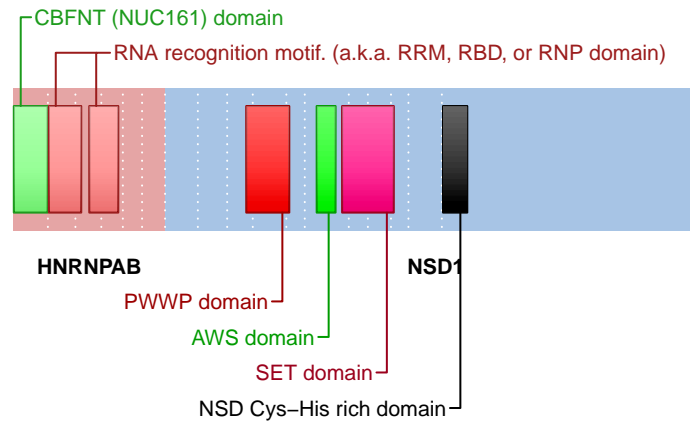 CBFNT (NUC161) domain
RNA recognition motif. (a.k.a. RRM, RBD, or RNP domain)
HNRNPAB
NSD1
PWWP domain
AWS domain
SET domain
NSD Cys−His rich domain